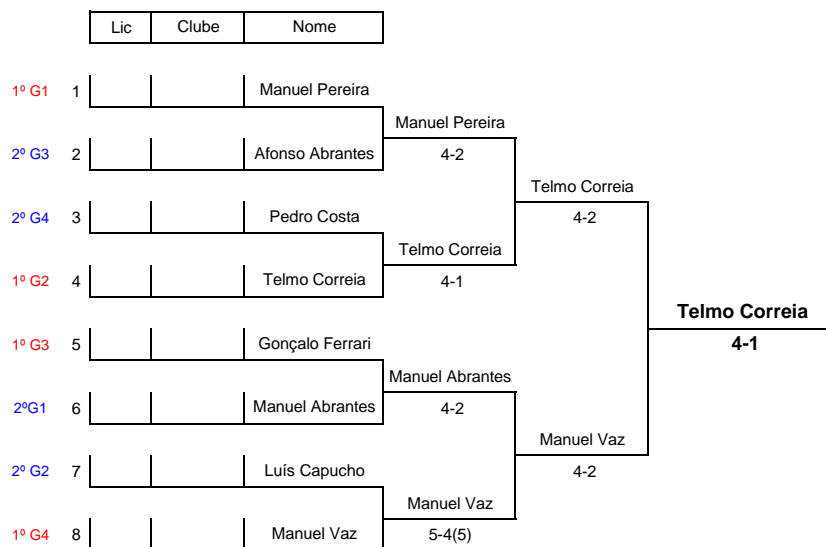 Lic Clube Nome
1º G1 1 Manuel Pereira
Manuel Pereira
2º G3 2 Afonso Abrantes 4-2
Telmo Correia
2º G4 3 Pedro Costa 4-2
Telmo Correia
1º G2 4 Telmo Correia 4-1
Telmo Correia
1º G3 5 Gonçalo Ferrari 4-1
Manuel Abrantes
2ºG1 6 Manuel Abrantes 4-2
Manuel Vaz
2º G2 7 Luís Capucho 4-2
Manuel Vaz
1º G4 8 Manuel Vaz 5-4(5)